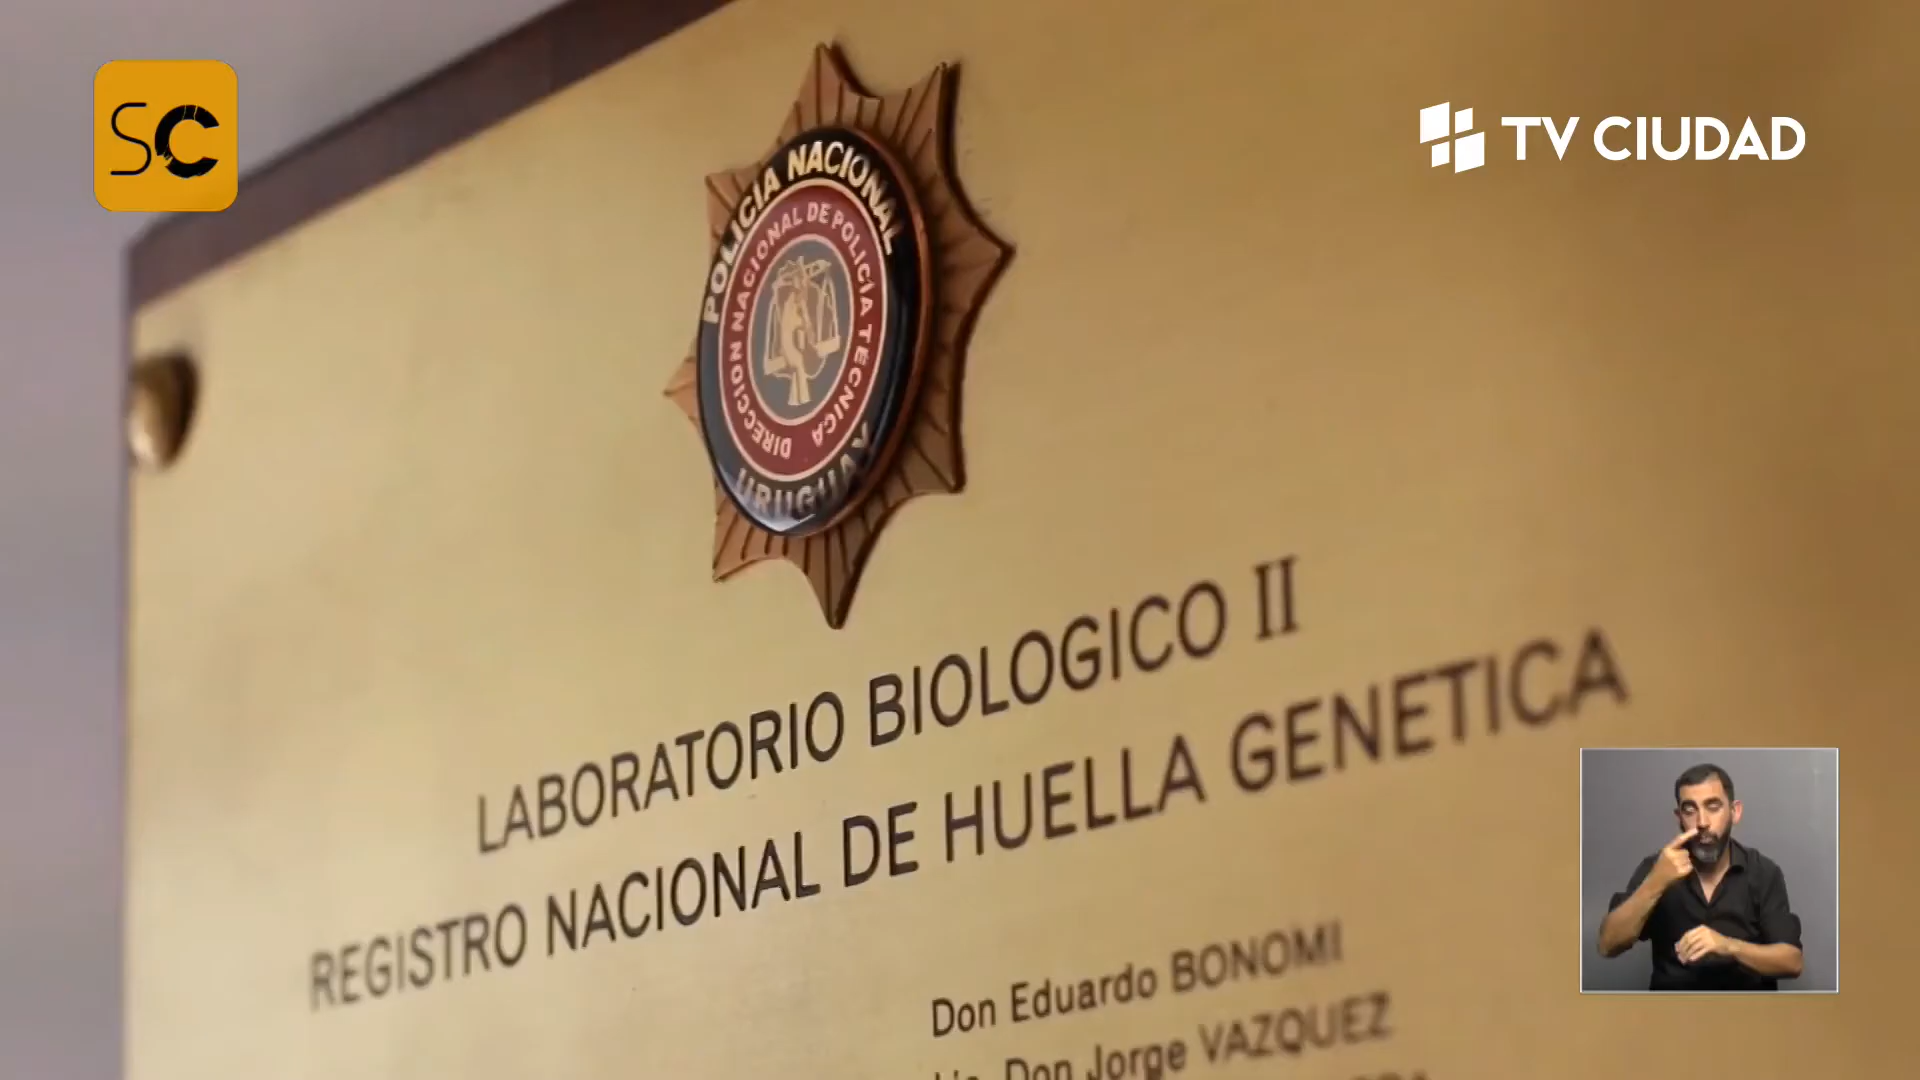 SC
TV CIUDAD
POLICIA NACIONAL
DIRECCION NACIONAL DE POLICIA TECNICA
URUGUAY
LABORATORIO BIOLOGICO II
REGISTRO NACIONAL DE HUELLA GENETICA
Don Eduardo BONOMI
Lic. Don Jorge VAZQUEZ